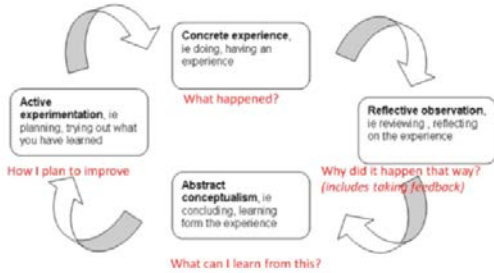 Concrete experience,
ie doing, having an
experience
What happened?
Reflective observation,
ie reviewing , reflecting
on the experience
Why did it happen that way?
(includes taking feedback)
Abstract
conceptualism, ie
concluding, learning
form the experience
What can I learn from this?
Active
experimentation, ie
planning, trying out what
you have learned
How I plan to improve